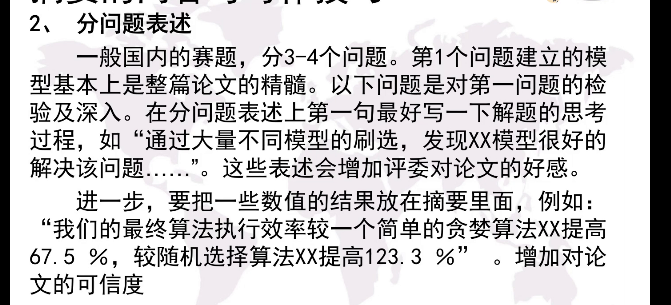 2、 分问题表述
一般国内的赛题，分3-4个问题。第1个问题建立的模
型基本上是整篇论文的精髓。以下问题是对第一问题的检
验及深入。在分问题表述上第一句最好写一下解题的思考
过程，如“通过大量不同模型的刷选，发现XX模型很好的
解决该问题……”。这些表述会增加评委对论文的好感。
进一步，要把一些数值的结果放在摘要里面，例如：
“我们的最终算法执行效率较一个简单的贪婪算法XX提高
67.5 %，较随机选择算法XX提高123.3 %” 。增加对论
文的可信度